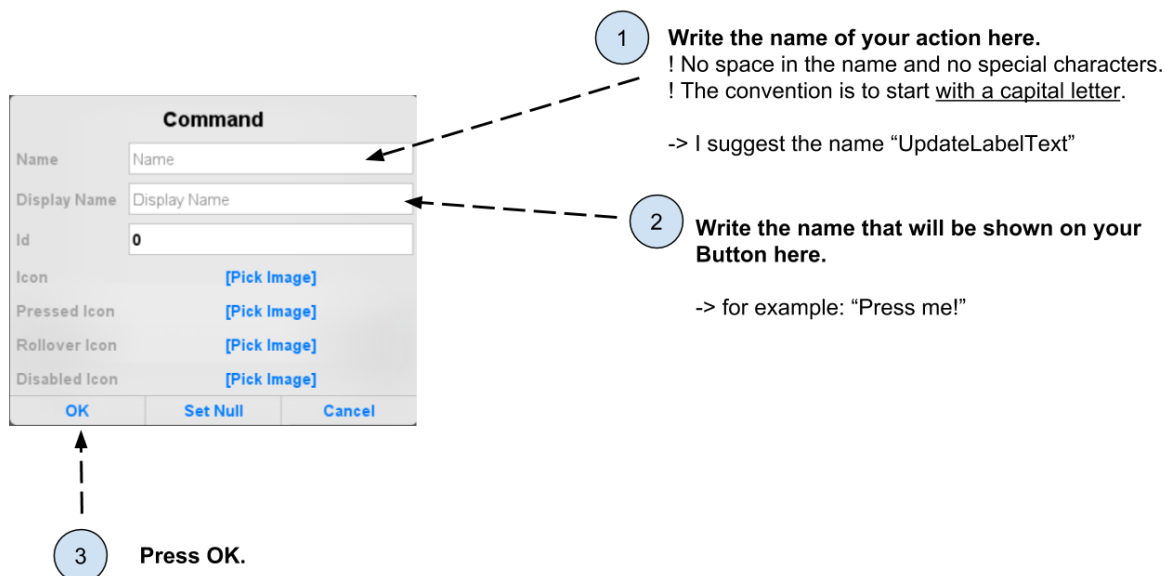 1
Write the name of your action here.
! No space in the name and no special characters.
! The convention is to start with a capital letter.
-> I suggest the name “UpdateLabelText”
Command
Name Name
Display Name Display Name
Id 0
Icon [Pick Image]
Pressed Icon [Pick Image]
Rollover Icon [Pick Image]
Disabled Icon [Pick Image]
OK Set Null Cancel
2
Write the name that will be shown on your
Button here.
-> for example: “Press me!”
3
Press OK.